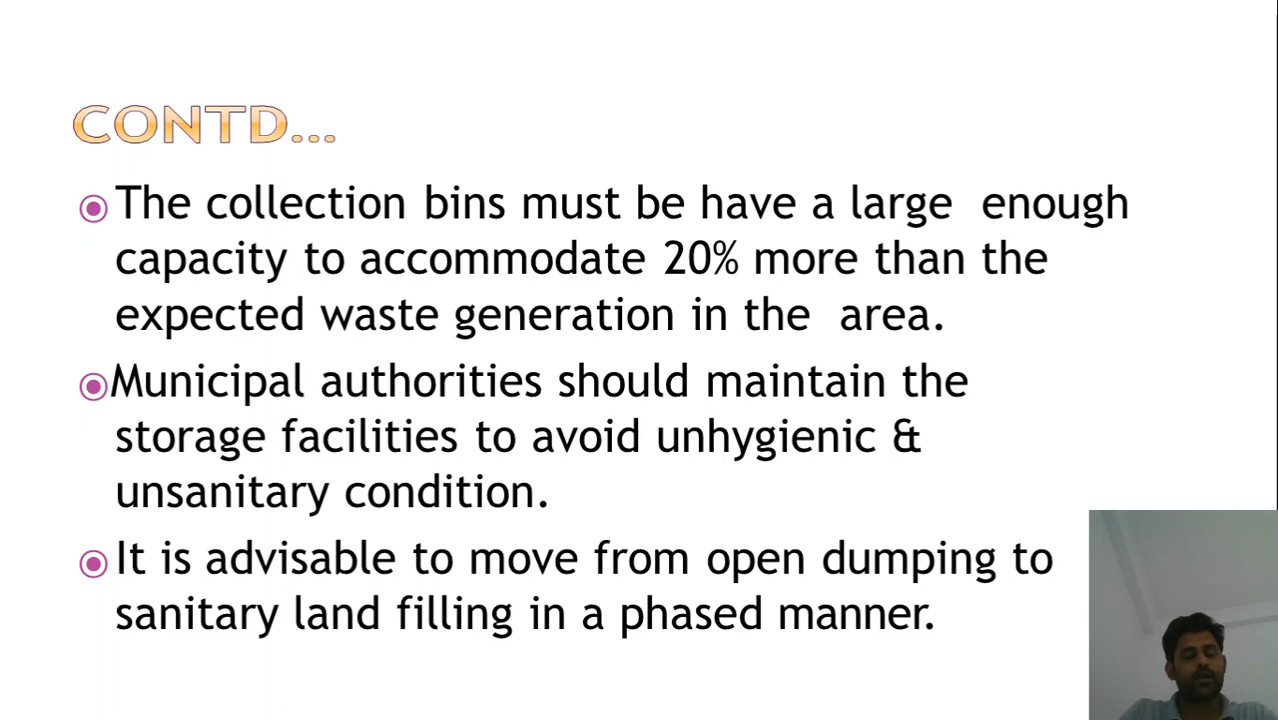 CONTD...
The collection bins must be have a large enough
capacity to accommodate 20% more than the
expected waste generation in the area.
Municipal authorities should maintain the
storage facilities to avoid unhygienic &
unsanitary condition.
It is advisable to move from open dumping to
sanitary land filling in a phased manner.